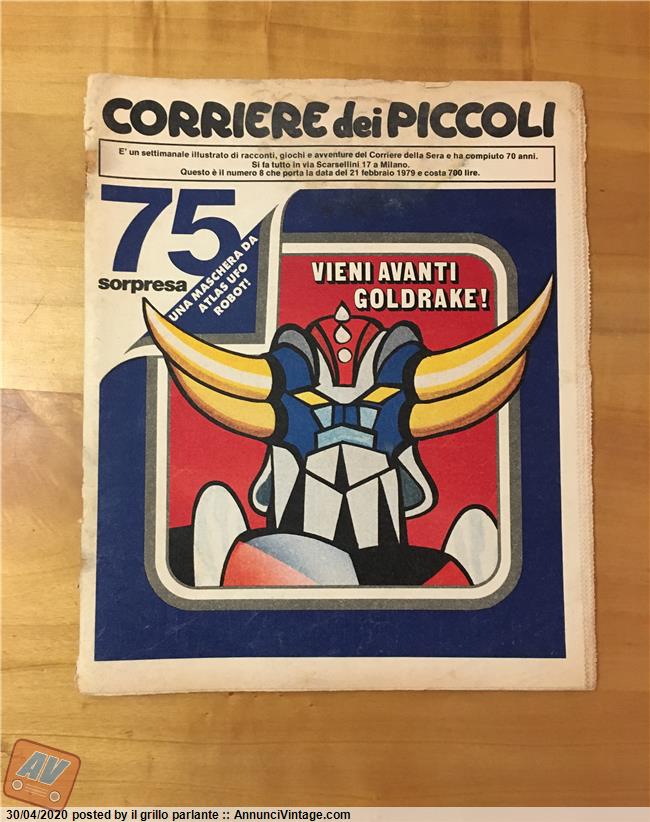 CORRIERE dei PICCOLI
E' un settimanale illustrato di racconti, giochi e avventure del Corriere della Sera e ha compiuto 70 anni.
Si fa tutto in via Scarsellini 17 a Milano.
Questo è il numero 8 che porta la data del 21 febbraio 1979 e costa 700 lire.
75
sorpresa
UNA MASCHERA DA
ATLAS UFO
ROBOT!
VIENI AVANTI
GOLDRAKE!
AV
30/04/2020 posted by il grillo parlante :: AnnunciVintage.com